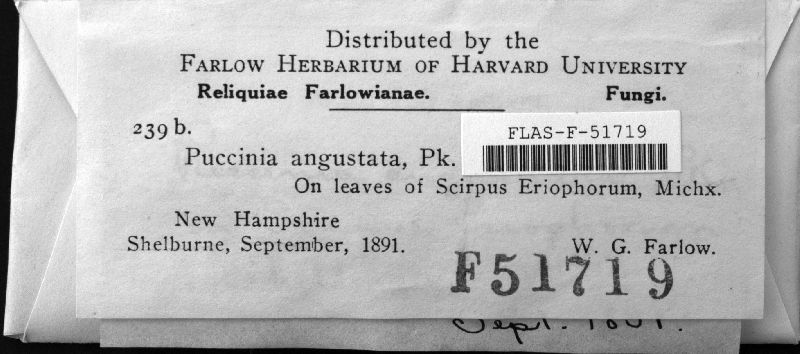 Distributed by the
FARLOW HERBARIUM OF HARVARD UNIVERSITY
Reliquiae Farlowianae. Fungi.
239 b.
FLAS-F-51719
Puccinia angustata, Pk.
On leaves of Scirpus Eriophorum, Michx.
New Hampshire
Shelburne, September, 1891. W. G. Farlow.
F51719
Sept.